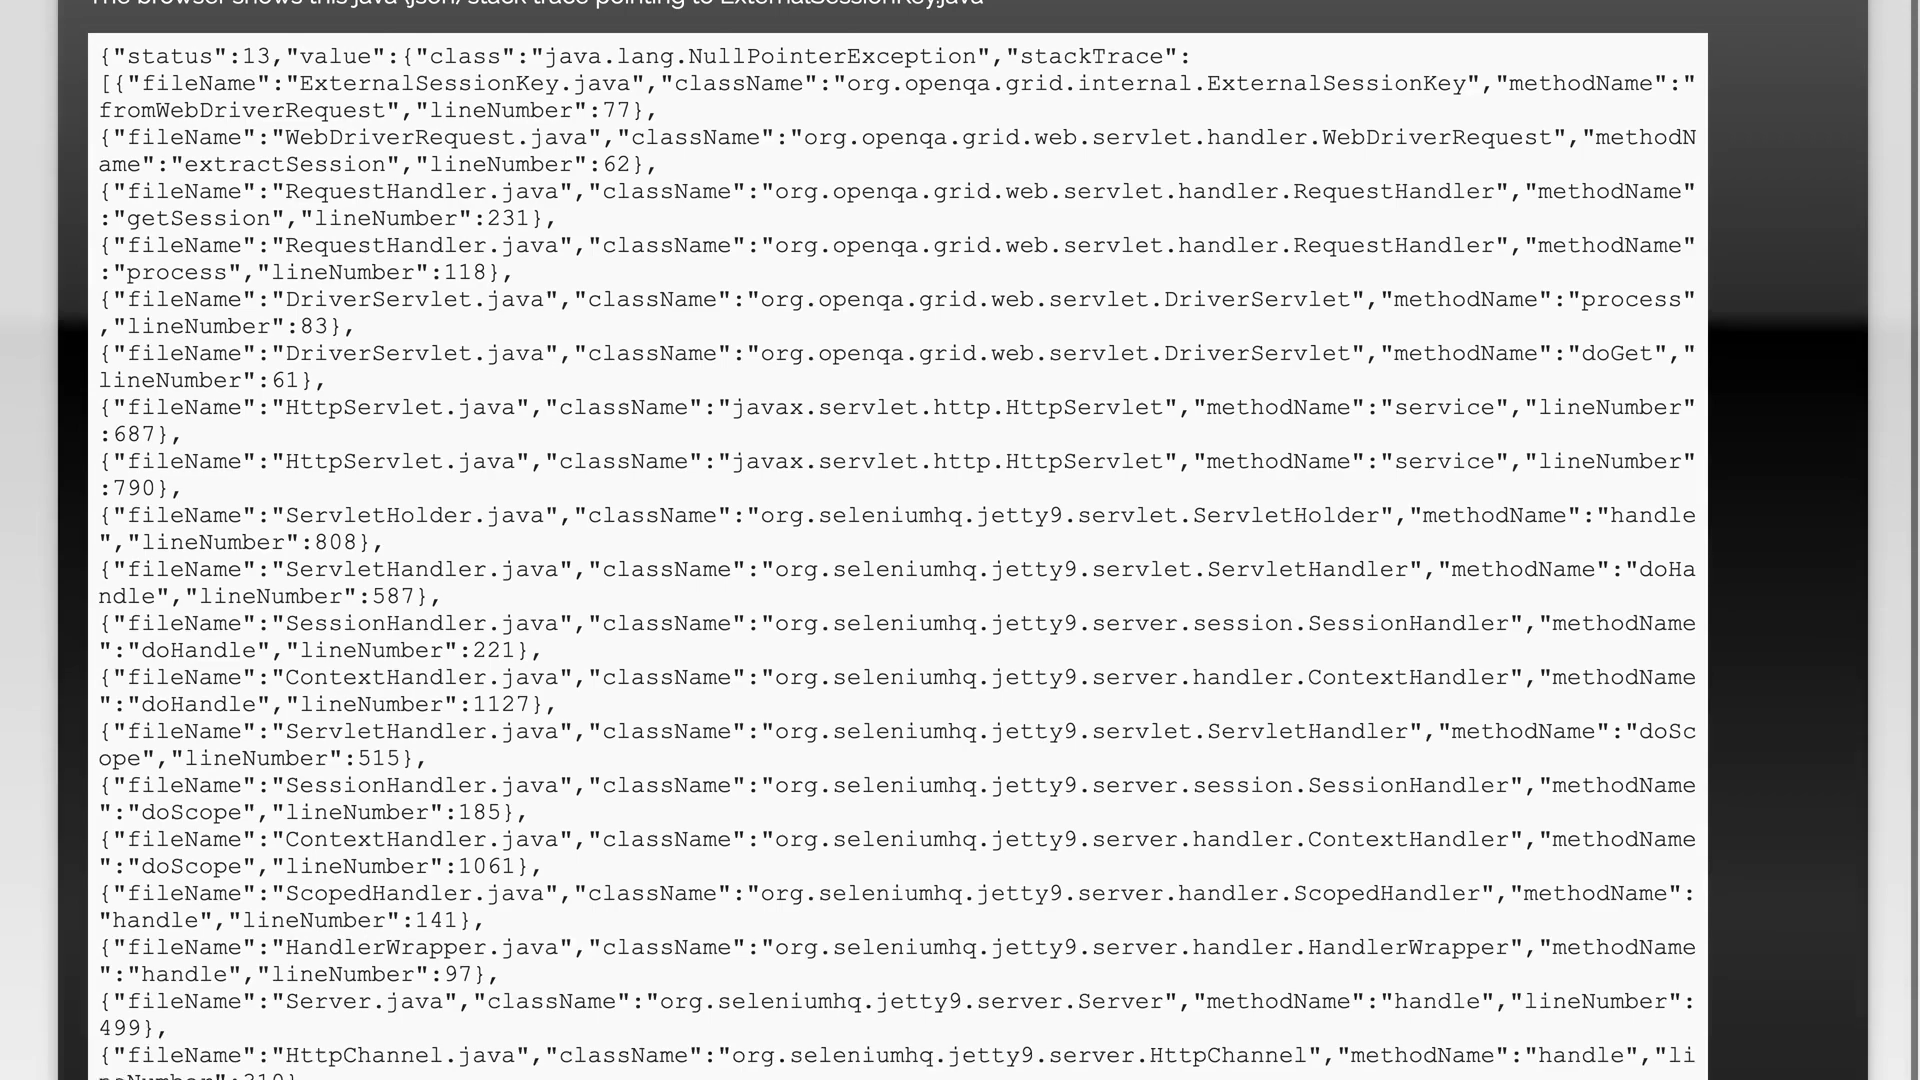 The browser shows this java (json) stack trace pointing to ExternalSessionKey.java
{"status":13,"value":{"class":"java.lang.NullPointerException","stackTrace":
[{"fileName":"ExternalSessionKey.java","className":"org.openqa.grid.internal.ExternalSessionKey","methodName":"
fromWebDriverRequest","lineNumber":77},
{"fileName":"WebDriverRequest.java","className":"org.openqa.grid.web.servlet.handler.WebDriverRequest","methodN
ame":"extractSession","lineNumber":62},
{"fileName":"RequestHandler.java","className":"org.openqa.grid.web.servlet.handler.RequestHandler","methodName"
:"getSession","lineNumber":231},
{"fileName":"RequestHandler.java","className":"org.openqa.grid.web.servlet.handler.RequestHandler","methodName"
:"process","lineNumber":118},
{"fileName":"DriverServlet.java","className":"org.openqa.grid.web.servlet.DriverServlet","methodName":"process"
,"lineNumber":83},
{"fileName":"DriverServlet.java","className":"org.openqa.grid.web.servlet.DriverServlet","methodName":"doGet","
lineNumber":61},
{"fileName":"HttpServlet.java","className":"javax.servlet.http.HttpServlet","methodName":"service","lineNumber"
:687},
{"fileName":"HttpServlet.java","className":"javax.servlet.http.HttpServlet","methodName":"service","lineNumber"
:790},
{"fileName":"ServletHolder.java","className":"org.seleniumhq.jetty9.servlet.ServletHolder","methodName":"handle
","lineNumber":808},
{"fileName":"ServletHandler.java","className":"org.seleniumhq.jetty9.servlet.ServletHandler","methodName":"doHa
ndle","lineNumber":587},
{"fileName":"SessionHandler.java","className":"org.seleniumhq.jetty9.server.session.SessionHandler","methodName
":"doHandle","lineNumber":221},
{"fileName":"ContextHandler.java","className":"org.seleniumhq.jetty9.server.handler.ContextHandler","methodName
":"doHandle","lineNumber":1127},
{"fileName":"ServletHandler.java","className":"org.seleniumhq.jetty9.servlet.ServletHandler","methodName":"doSc
ope","lineNumber":515},
{"fileName":"SessionHandler.java","className":"org.seleniumhq.jetty9.server.session.SessionHandler","methodName
":"doScope","lineNumber":185},
{"fileName":"ContextHandler.java","className":"org.seleniumhq.jetty9.server.handler.ContextHandler","methodName
":"doScope","lineNumber":1061},
{"fileName":"ScopedHandler.java","className":"org.seleniumhq.jetty9.server.handler.ScopedHandler","methodName":
"handle","lineNumber":141},
{"fileName":"HandlerWrapper.java","className":"org.seleniumhq.jetty9.server.handler.HandlerWrapper","methodName
":"handle","lineNumber":97},
{"fileName":"Server.java","className":"org.seleniumhq.jetty9.server.Server","methodName":"handle","lineNumber":
499},
{"fileName":"HttpChannel.java","className":"org.seleniumhq.jetty9.server.HttpChannel","methodName":"handle","li
neNumber":310}